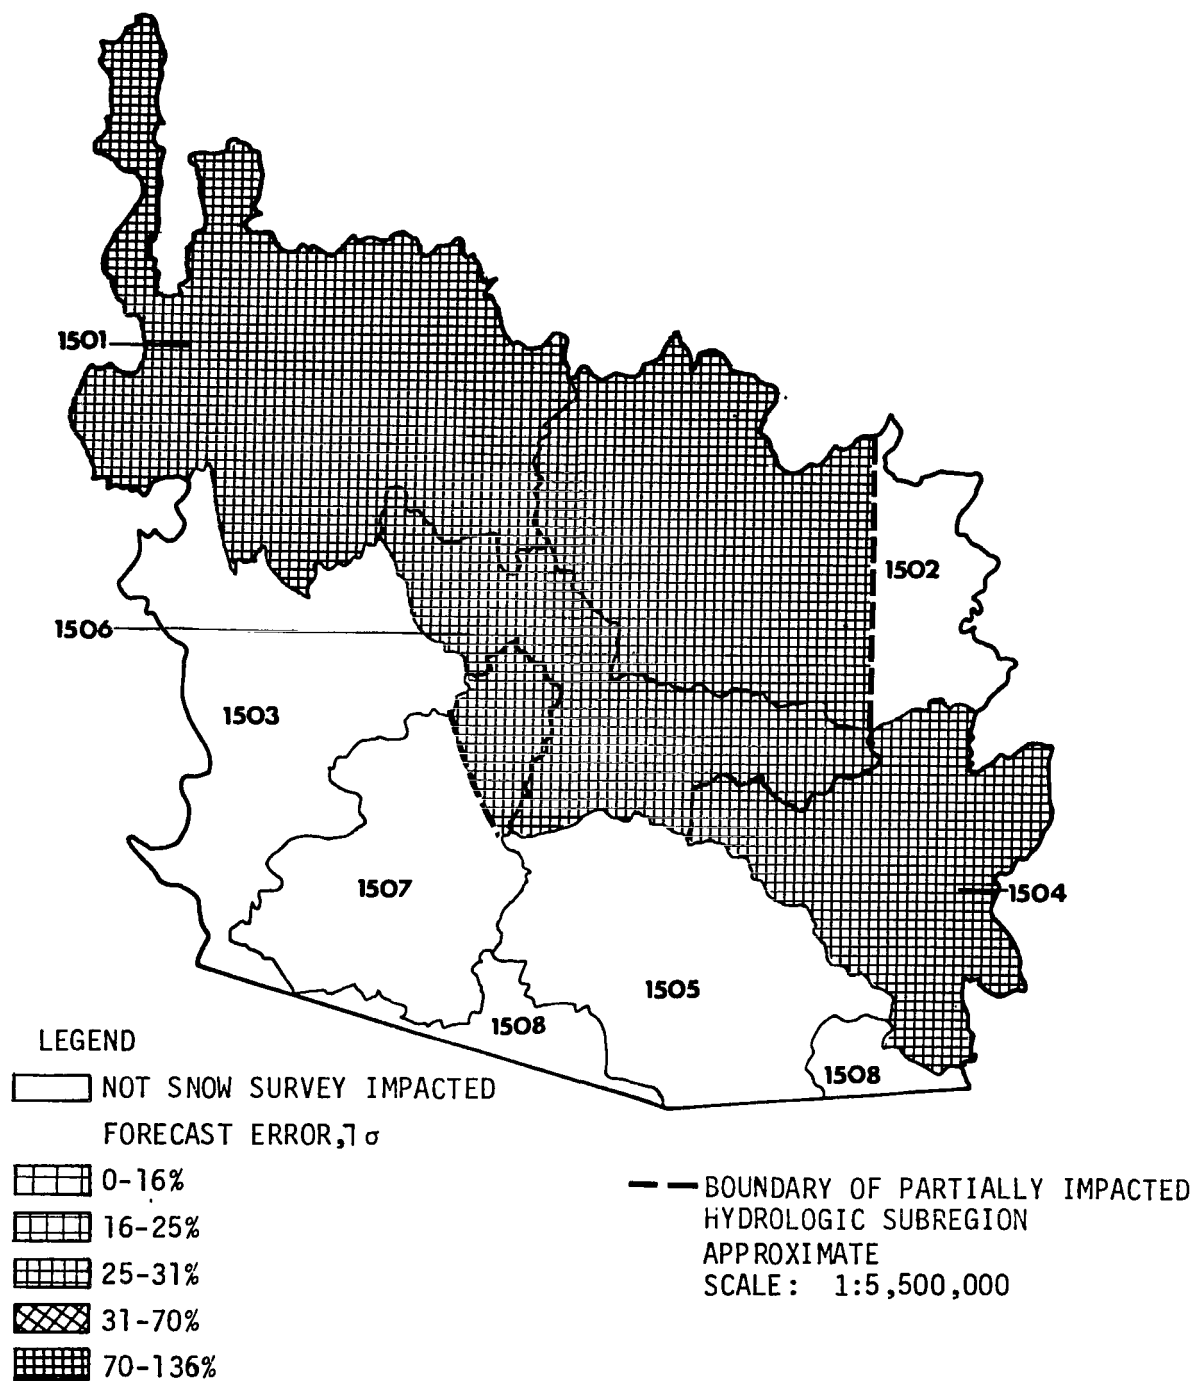 1501
1502
1506
1503
1504
1507
1505
1508
1508
LEGEND
NOT SNOW SURVEY IMPACTED
FORECAST ERROR,1σ
0-16%
16-25%
25-31%
31-70%
70-136%
BOUNDARY OF PARTIALLY IMPACTED
HYDROLOGIC SUBREGION
APPROXIMATE
SCALE: 1:5,500,000